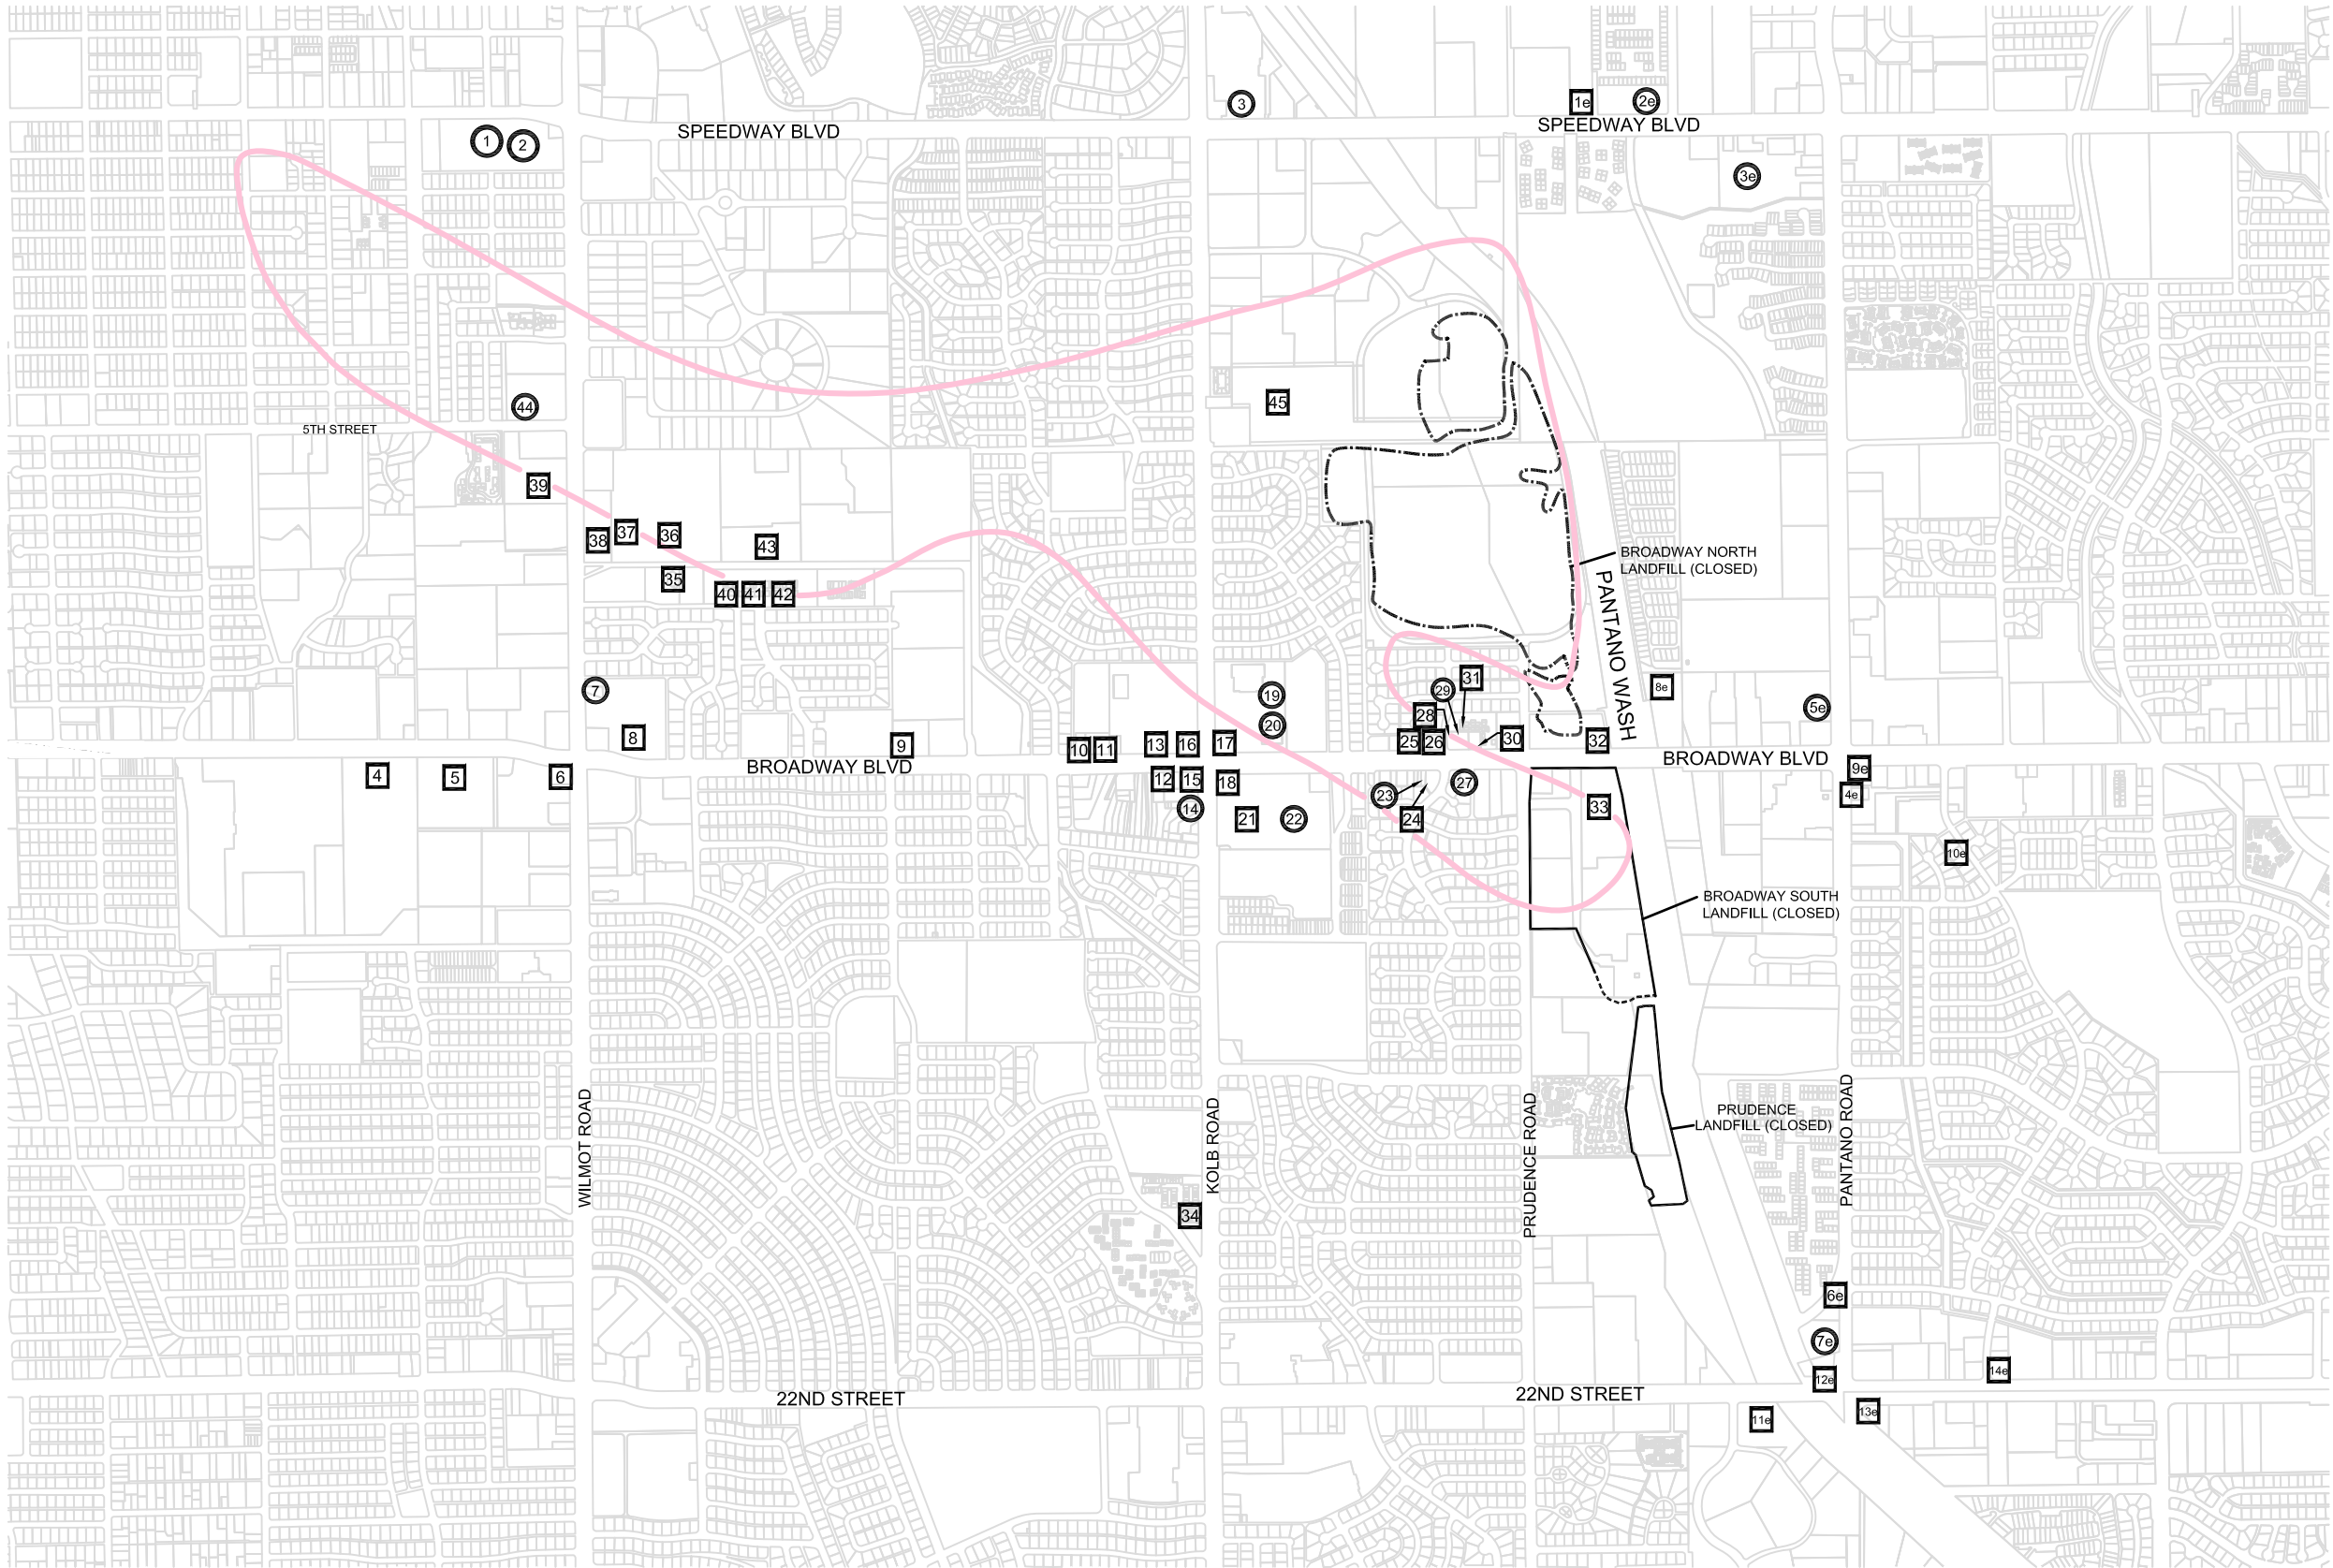 3
1e
2e
SPEEDWAY BLVD
SPEEDWAY BLVD
1
2
3e
45
44
5TH STREET
39
38
37
36
43
35
40
41
42
BROADWAY NORTH
LANDFILL (CLOSED)
PANTANO WASH
7
19
29
31
8e
20
28
5e
8
9
10
11
13
16
17
25
26
30
32
BROADWAY BLVD
BROADWAY BLVD
4
5
6
12
15
18
14
21
22
23
24
27
33
9e
4e
10e
BROADWAY SOUTH
LANDFILL (CLOSED)
WILMOT ROAD
KOLB ROAD
PRUDENCE ROAD
PRUDENCE
LANDFILL (CLOSED)
PANTANO ROAD
34
6e
7e
12e
14e
22ND STREET
22ND STREET
11e
13e